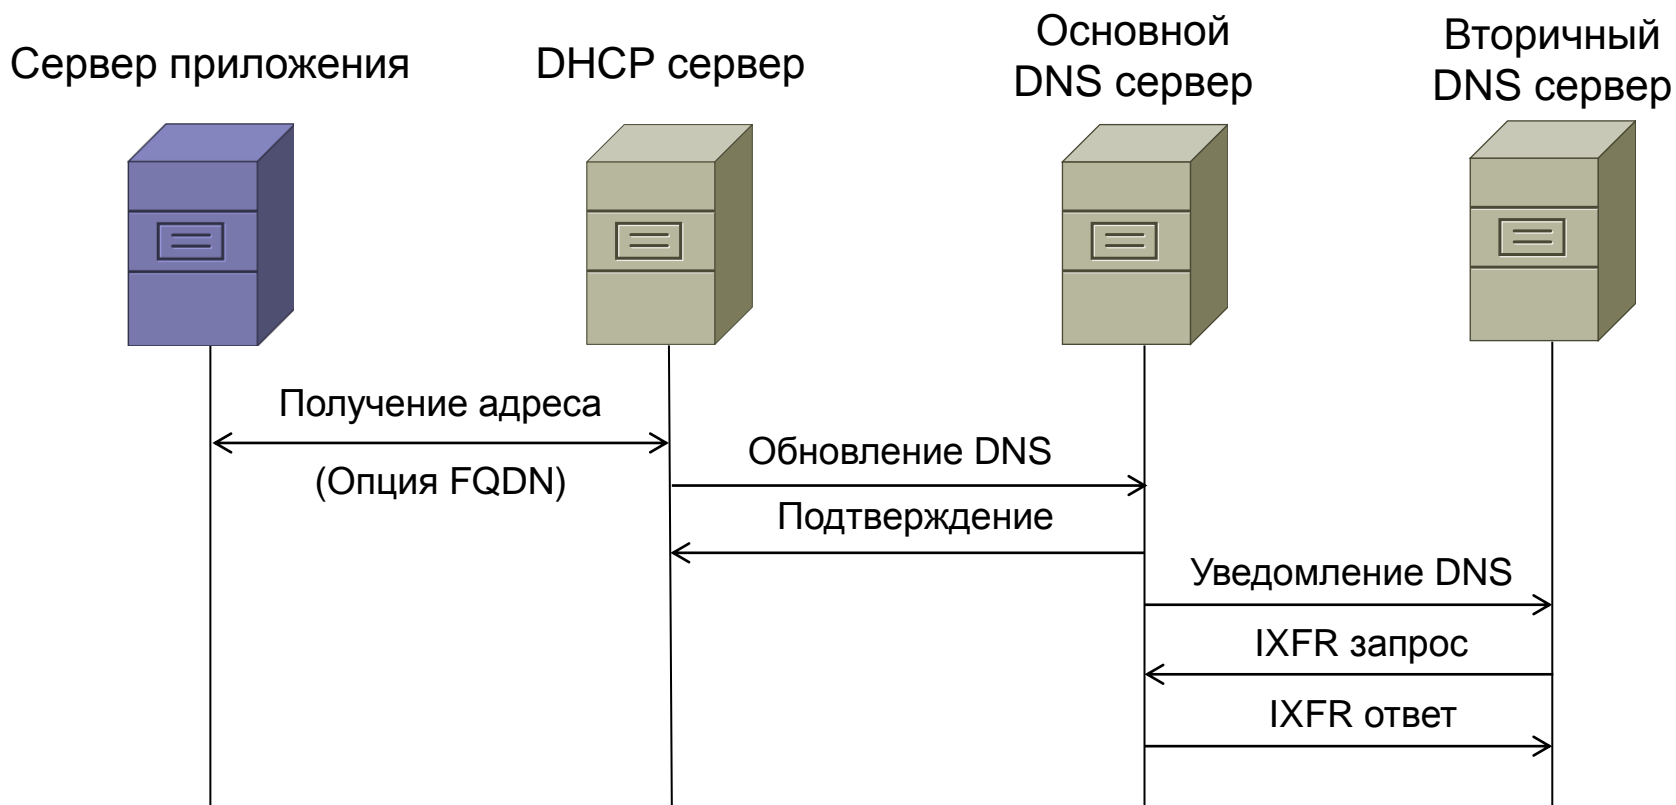 Сервер приложения
DHCP сервер
Основной
DNS сервер
Вторичный
DNS сервер
Получение адреса
(Опция FQDN)
Обновление DNS
Подтверждение
Уведомление DNS
IXFR запрос
IXFR ответ